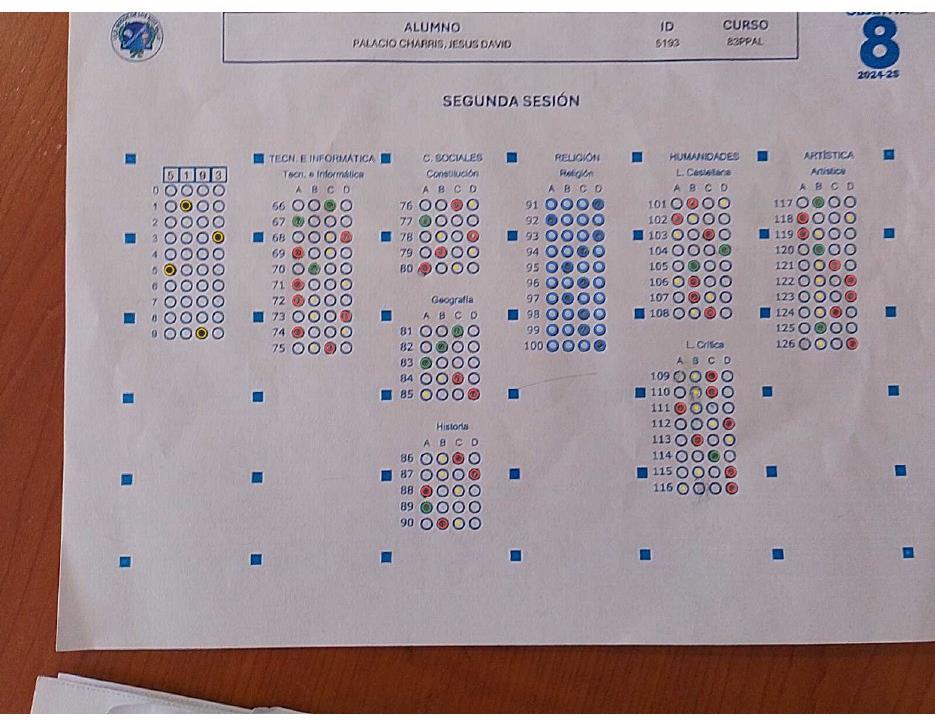 ALUMNO ID CURSO
PALACIO CHARRIS, JESUS DAVID 5193 83PPAL
8
2024-25
SEGUNDA SESIÓN
5 1 9 3
0
1
2
3
4
5
6
7
8
9
TECN. E INFORMÁTICA
Tecn. e Informática
A B C D
66
67
68
69
70
71
72
73
74
75
C. SOCIALES
Constitución
A B C D
76
77
78
79
80
Geografía
A B C D
81
82
83
84
85
Historia
A B C D
86
87
88
89
90
RELIGIÓN
Religión
A B C D
91
92
93
94
95
96
97
98
99
100
HUMANIDADES
L. Castellana
A B C D
101
102
103
104
105
106
107
108
L. Crítica
A B C D
109
110
111
112
113
114
115
116
ARTÍSTICA
Artística
A B C D
117
118
119
120
121
122
123
124
125
126